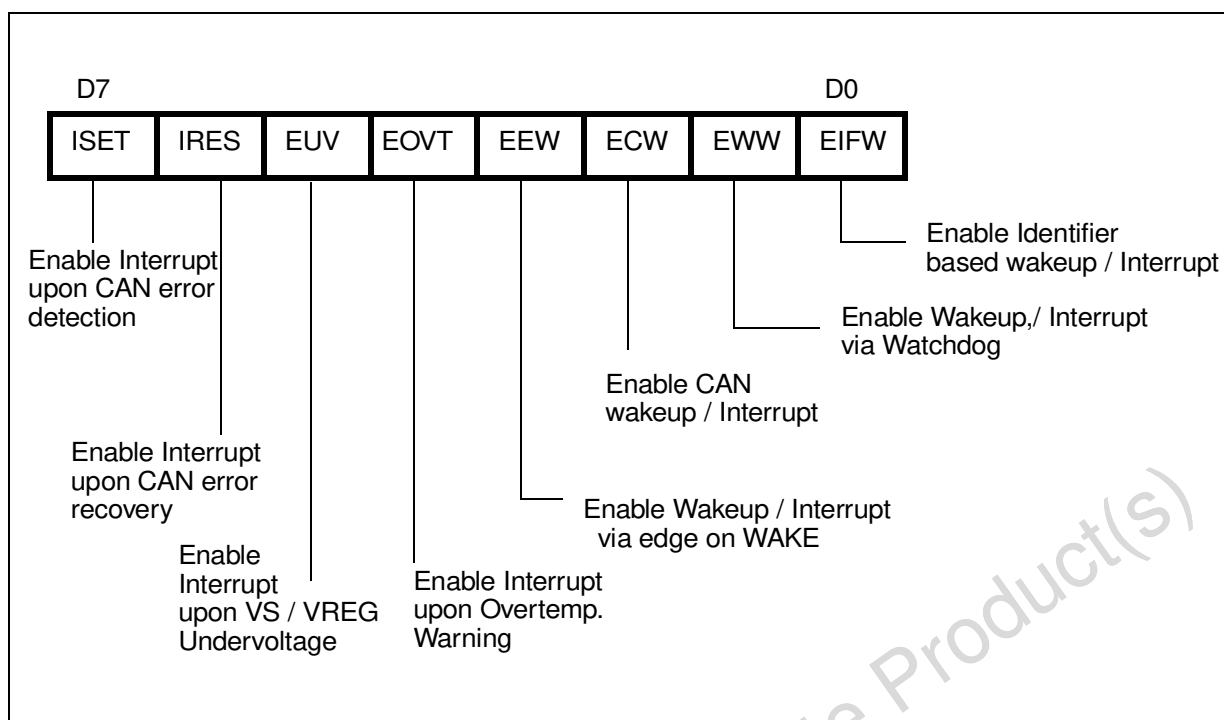 D7 D0
ISET IRES EUV EOVT EEW ECW EWW EIFW
Enable Identifier
based wakeup / Interrupt
Enable Interrupt
upon CAN error
detection
Enable Wakeup,/ Interrupt
via Watchdog
Enable CAN
wakeup / Interrupt
Enable Interrupt
upon CAN error
recovery
Enable Wakeup / Interrupt
via edge on WAKE
Enable
Interrupt
upon VS / VREG
Undervoltage
Enable Interrupt
upon Overtemp.
Warning
Product(s)